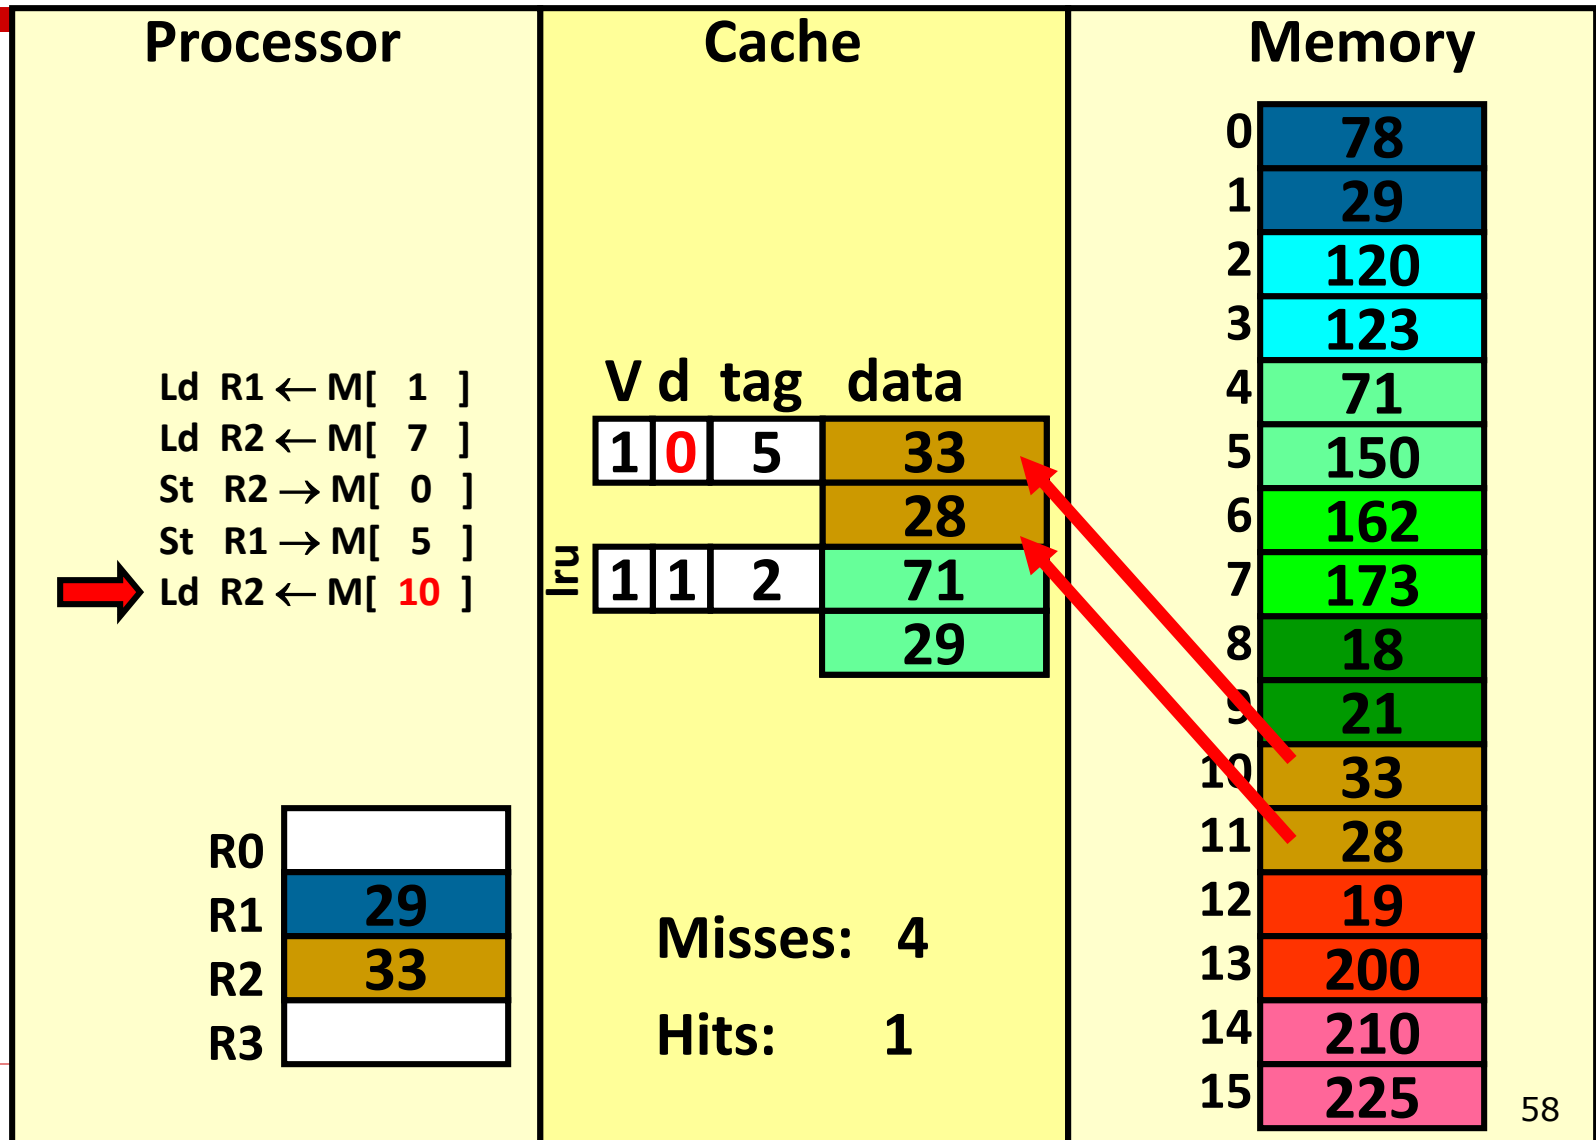 Processor
Ld R1 ← M[ 1 ]
Ld R2 ← M[ 7 ]
St R2 → M[ 0 ]
St R1 → M[ 5 ]
Ld R2 ← M[ 10 ]
R0
R1 29
R2 33
R3
Cache
V d tag data
1 0 5 33
28
lru
1 1 2 71
29
Misses: 4
Hits: 1
Memory
0 78
1 29
2 120
3 123
4 71
5 150
6 162
7 173
8 18
9 21
10 33
11 28
12 19
13 200
14 210
15 225
58